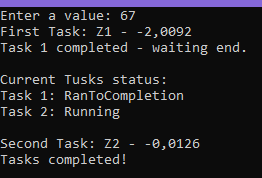 Enter a value: 67
First Task: Z1 - -2,0092
Task 1 completed - waiting end.
Current Tusks status:
Task 1: RanToCompletion
Task 2: Running
Second Task: Z2 - -0,0126
Tasks completed!